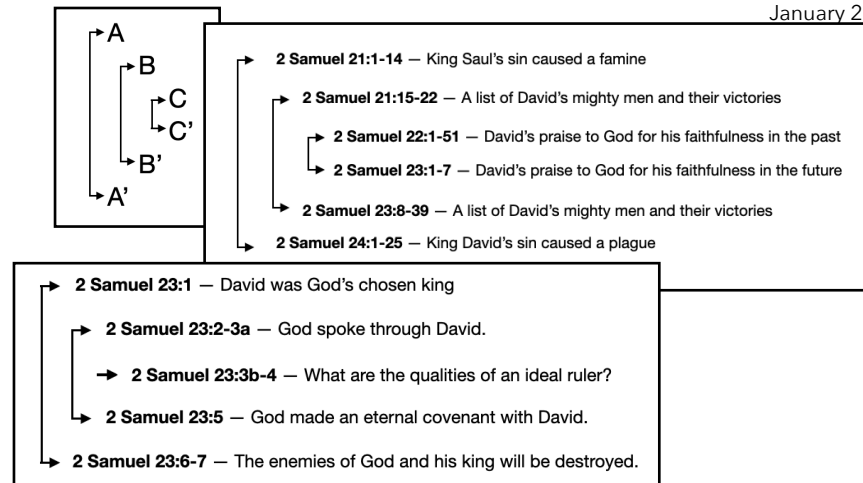 January 2
A
B
C
C’
B’
A’
2 Samuel 21:1-14 — King Saul’s sin caused a famine
2 Samuel 21:15-22 — A list of David’s mighty men and their victories
2 Samuel 22:1-51 — David’s praise to God for his faithfulness in the past
2 Samuel 23:1-7 — David’s praise to God for his faithfulness in the future
2 Samuel 23:8-39 — A list of David’s mighty men and their victories
2 Samuel 24:1-25 — King David’s sin caused a plague
2 Samuel 23:1 — David was God’s chosen king
2 Samuel 23:2-3a — God spoke through David.
2 Samuel 23:3b-4 — What are the qualities of an ideal ruler?
2 Samuel 23:5 — God made an eternal covenant with David.
2 Samuel 23:6-7 — The enemies of God and his king will be destroyed.